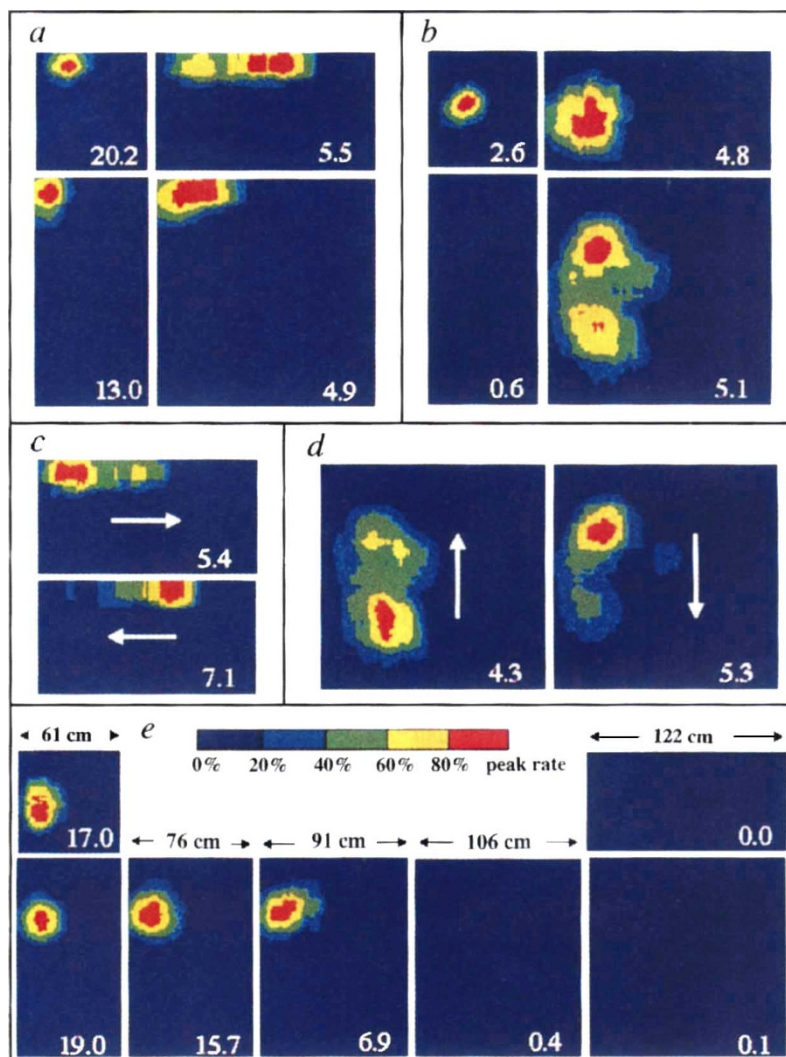 a
b
20.2
5.5
2.6
4.8
13.0
4.9
0.6
5.1
c
d
5.4
7.1
4.3
5.3
61 cm
e
122 cm
0% 20% 40% 60% 80% peak rate
17.0
0.0
76 cm
91 cm
106 cm
19.0
15.7
6.9
0.4
0.1